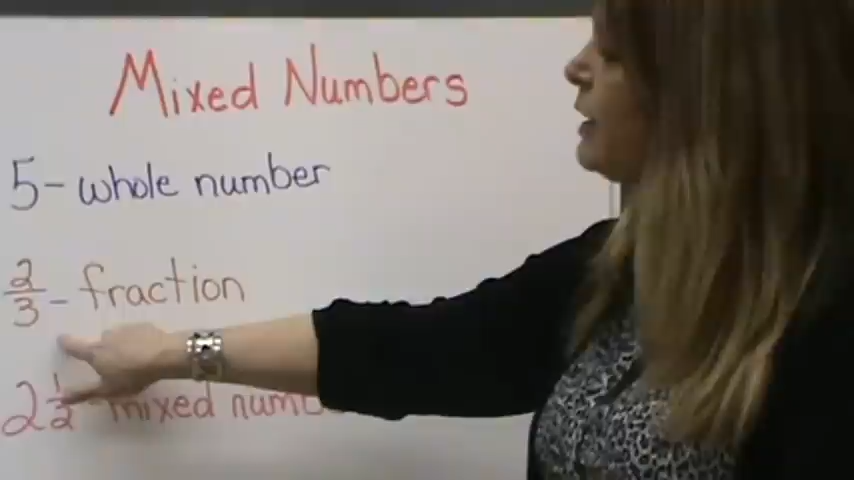 Mixed Numbers
5 - whole number
2/3 - fraction
2 1/2 - mixed